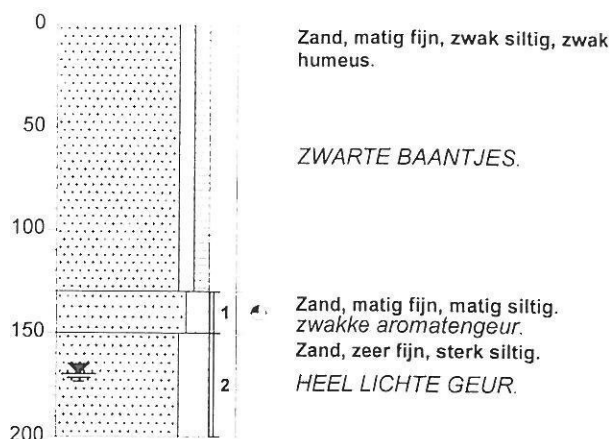 0
Zand, matig fijn, zwak siltig, zwak
humeus.
50
ZWARTE BAANTJES.
100
1
Zand, matig fijn, matig siltig.
zwakke aromatengeur.
150
Zand, zeer fijn, sterk siltig.
2
HEEL LICHTE GEUR.
200